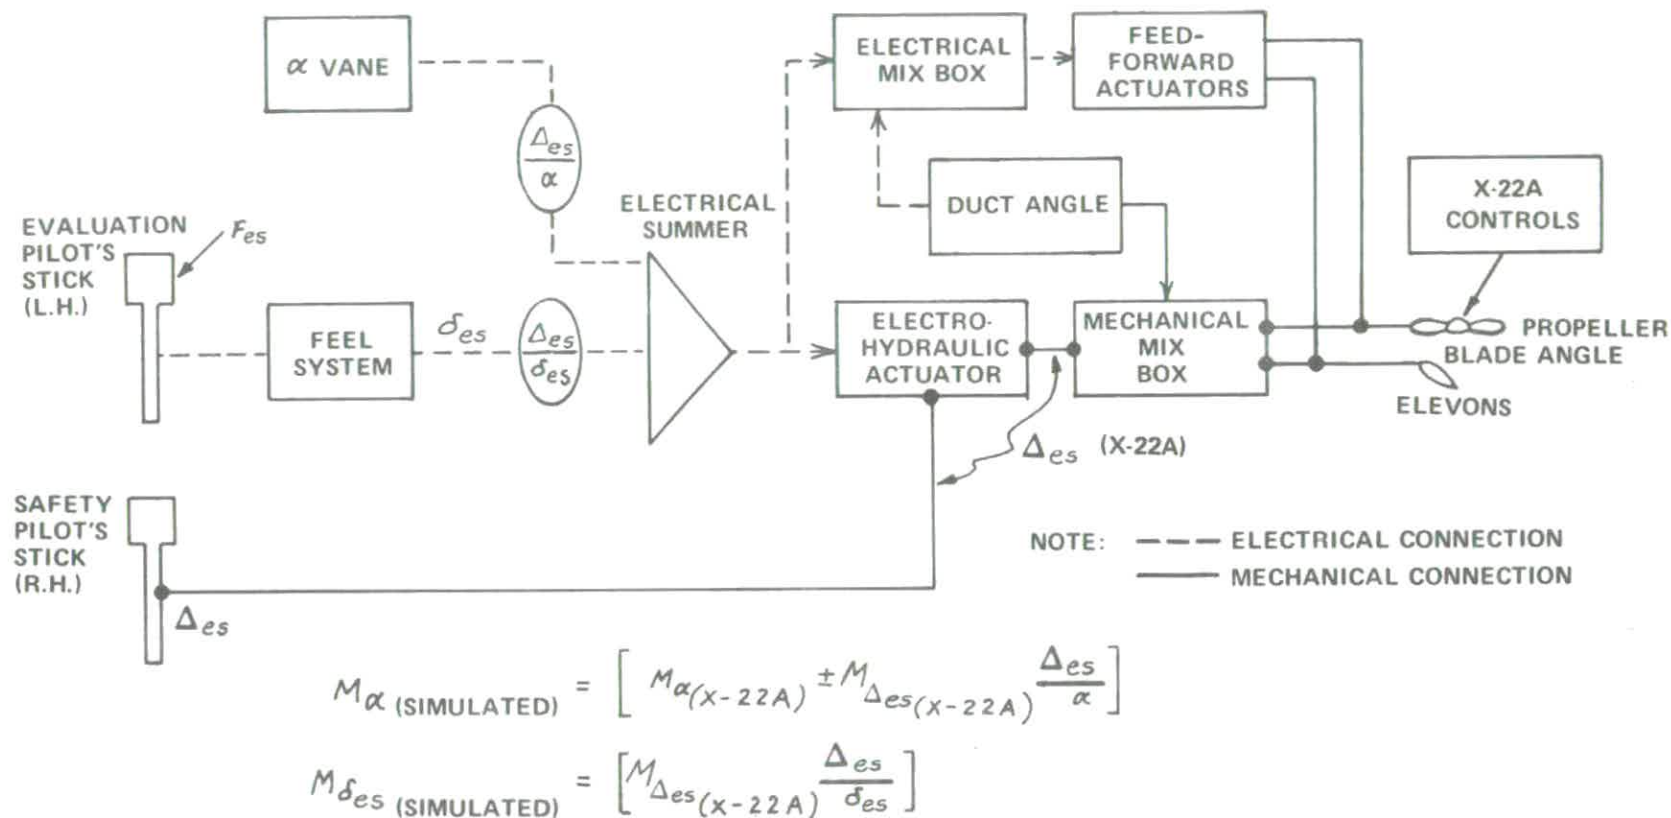 α VANE
Δes
α
ELECTRICAL
MIX BOX
FEED-
FORWARD
ACTUATORS
ELECTRICAL
SUMMER
DUCT ANGLE
X-22A
CONTROLS
EVALUATION
PILOT'S
STICK
(L.H.)
Fes
FEEL
SYSTEM
δes
Δes
δes
ELECTRO-
HYDRAULIC
ACTUATOR
MECHANICAL
MIX
BOX
PROPELLER
BLADE ANGLE
ELEVONS
Δes (X-22A)
SAFETY
PILOT'S
STICK
(R.H.)
Δes
NOTE: --- ELECTRICAL CONNECTION
MECHANICAL CONNECTION
Mα (SIMULATED) = [ Mα(X-22A) ± MΔes(X-22A) Δes/α ]
Mδes (SIMULATED) = [ MΔes(X-22A) Δes/δes ]